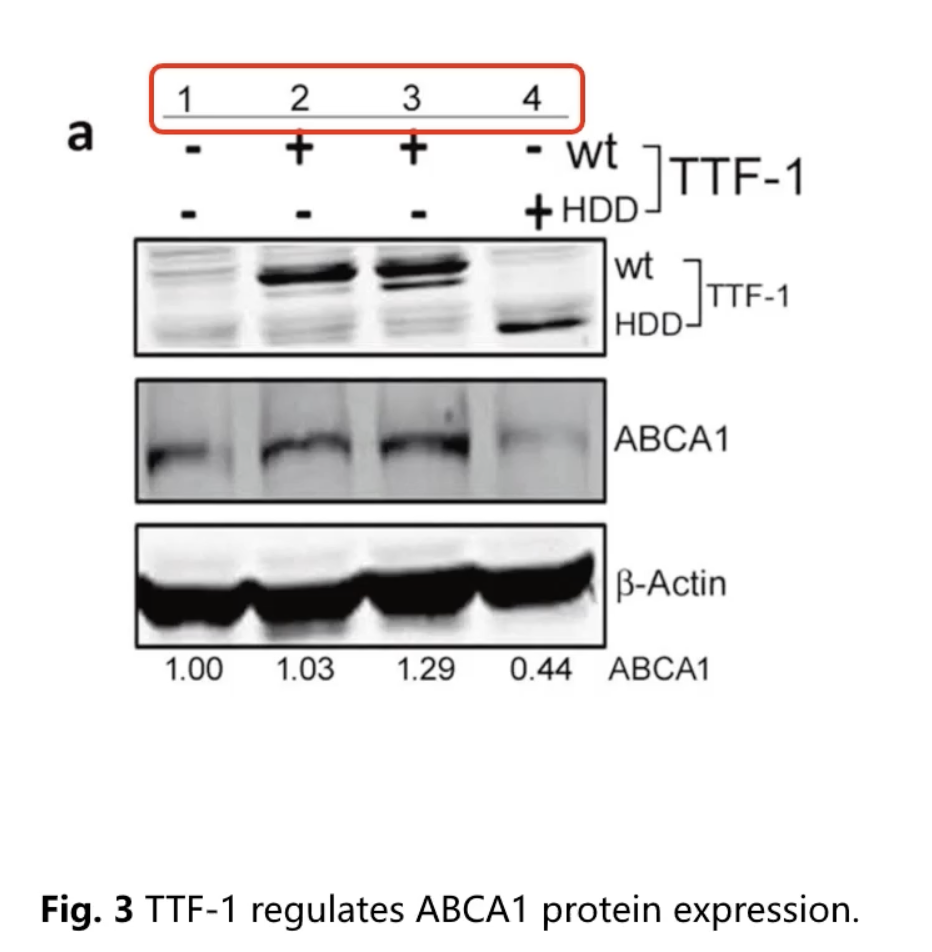 1 2 3 4
a
- + + - wt
TTF-1
- - - + HDD
wt
TTF-1
HDD
ABCA1
β-Actin
1.00 1.03 1.29 0.44 ABCA1
Fig. 3 TTF-1 regulates ABCA1 protein expression.